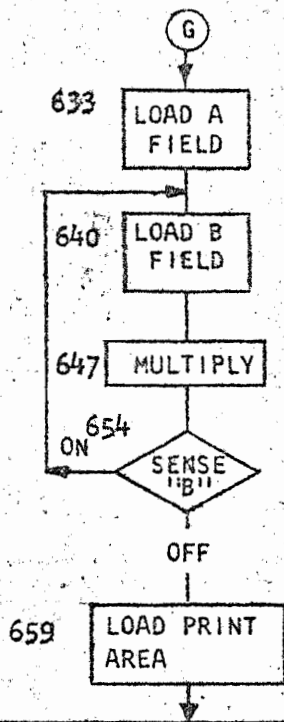 G
633
LOAD A
FIELD
640
LOAD B
FIELD
647
MULTIPLY
654
ON
SENSE
"B"
OFF
659
LOAD PRINT
AREA